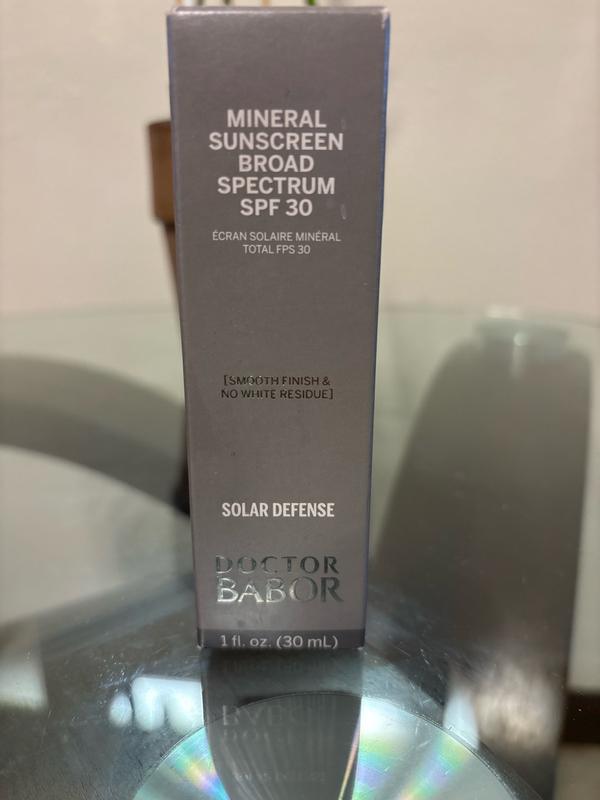 MINERAL
SUNSCREEN
BROAD
SPECTRUM
SPF 30
ÉCRAN SOLAIRE MINÉRAL
TOTAL FPS 30
[SMOOTH FINISH &
NO WHITE RESIDUE]
SOLAR DEFENSE
DOCTOR
BABOR
1 fl. oz. (30 mL)